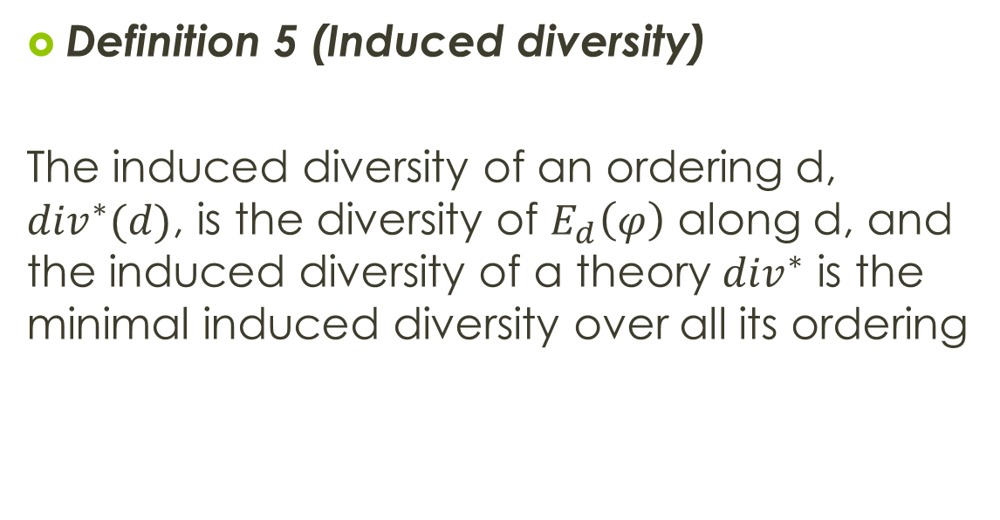 Definition 5 (Induced diversity)
The induced diversity of an ordering d,
div*(d), is the diversity of E_d(φ) along d, and
the induced diversity of a theory div* is the
minimal induced diversity over all its ordering